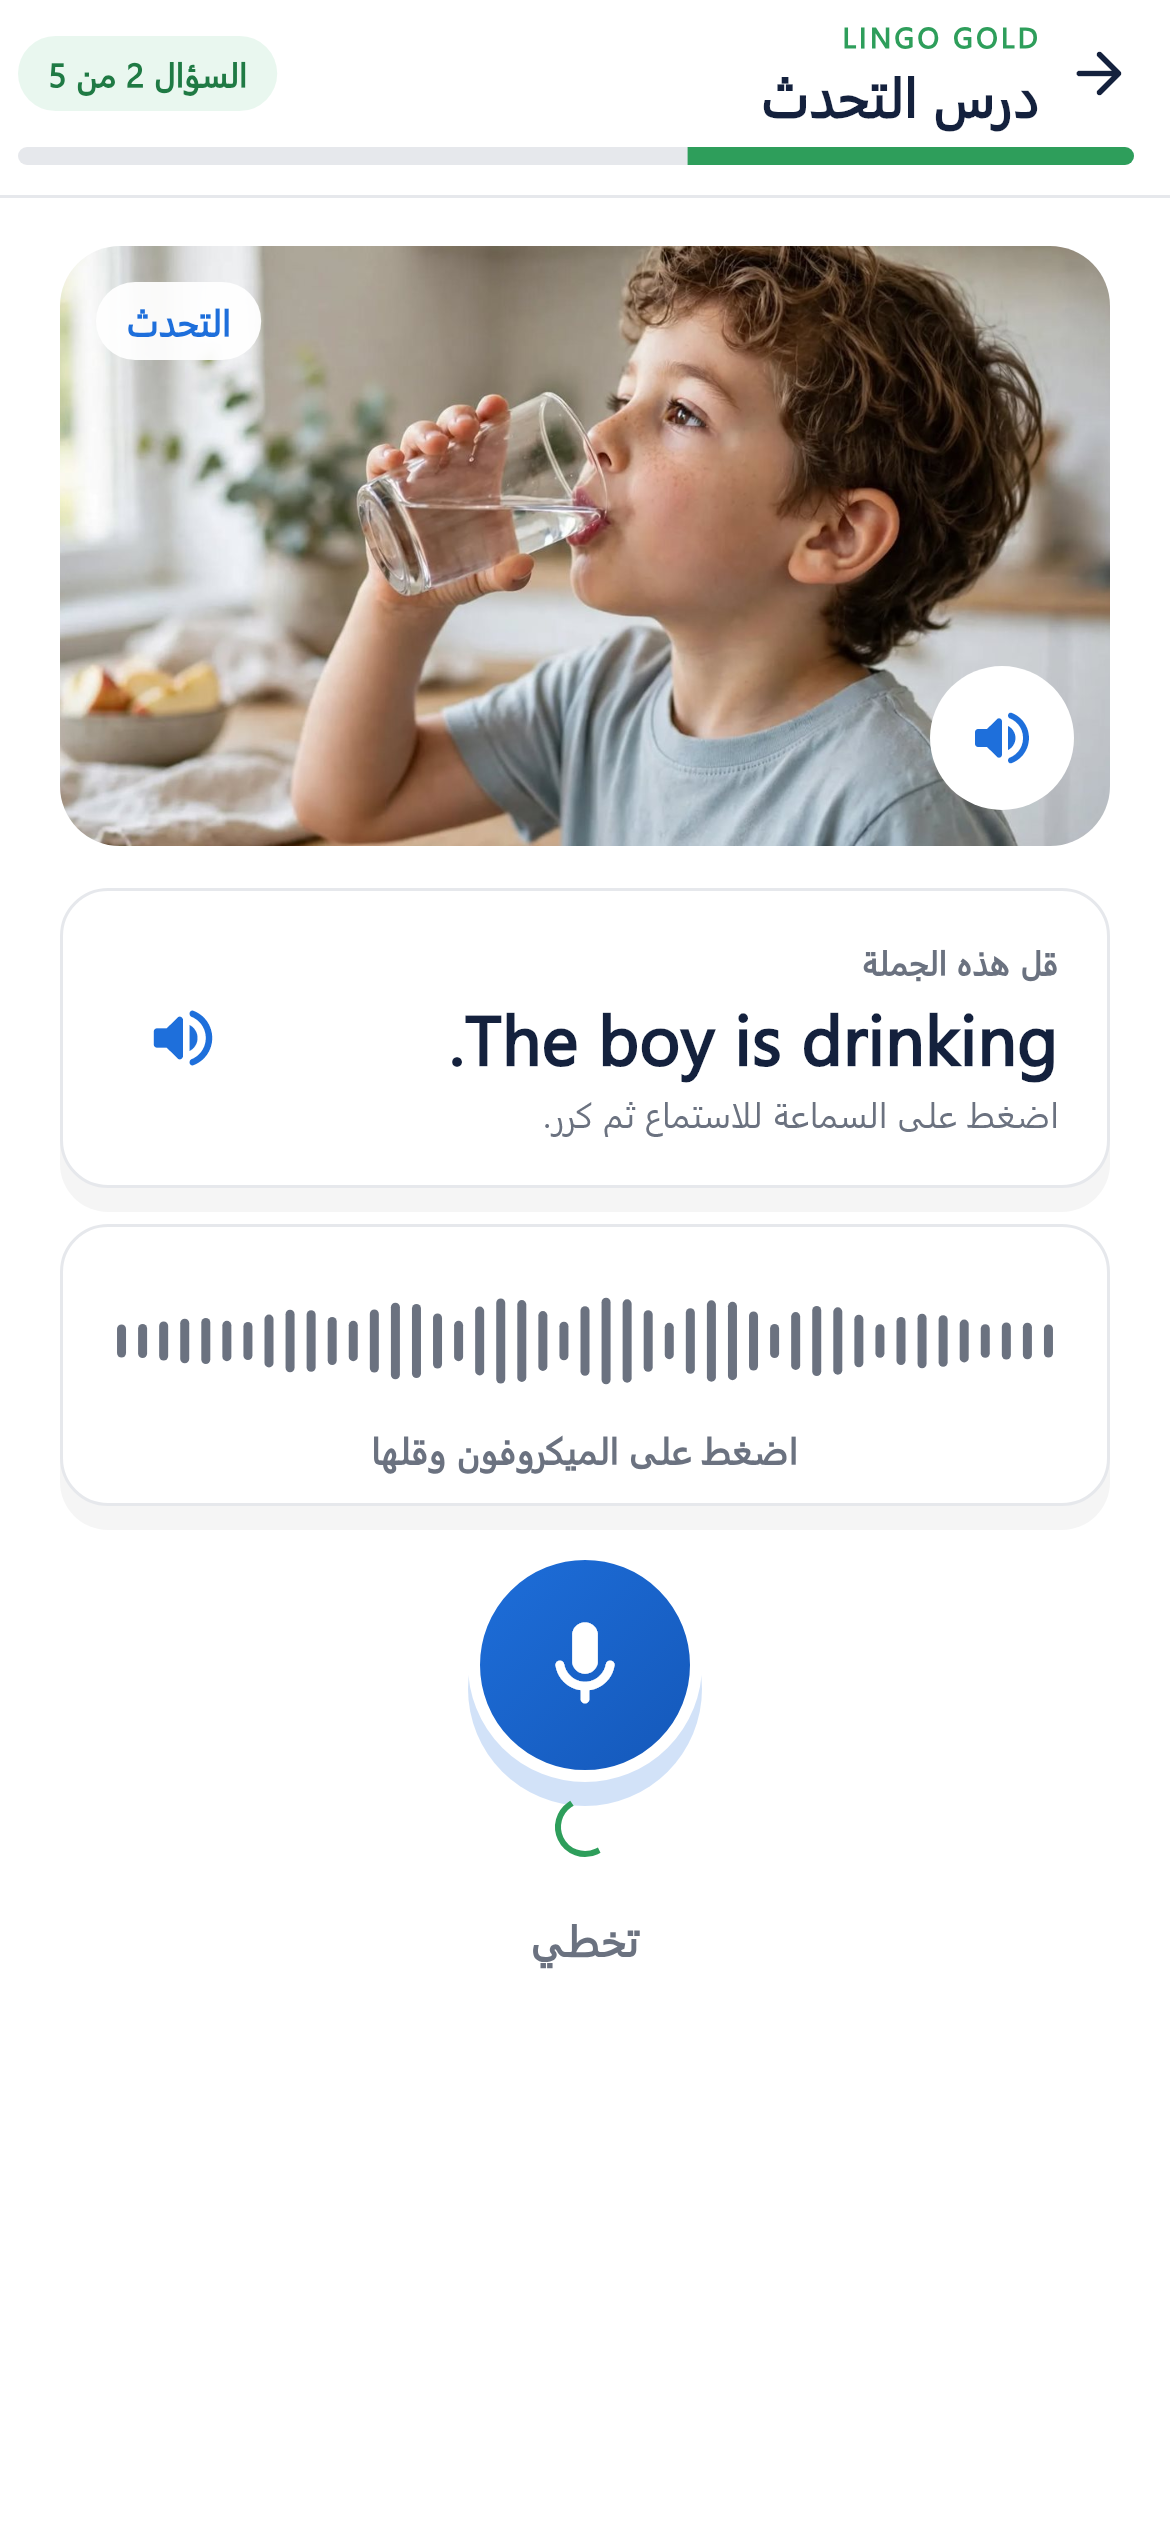 LINGO GOLD
درس التحدث
السؤال 2 من 5
التحدث
قل هذه الجملة
The boy is drinking.
اضغط على السماعة للاستماع ثم كرر.
اضغط على الميكروفون وقلها
تخطي